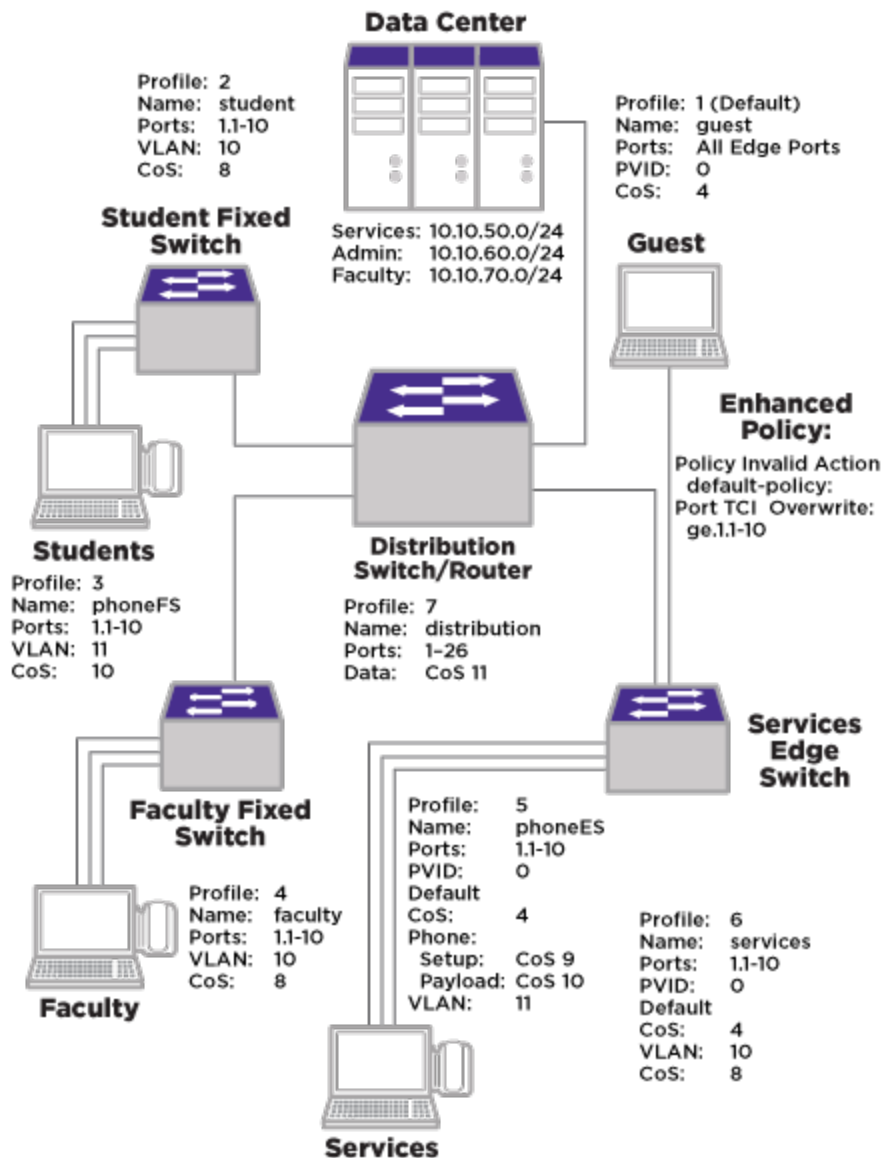 Data Center
Profile: 2
Name: student
Ports: 1.1-10
VLAN: 10
CoS: 8
Profile: 1 (Default)
Name: guest
Ports: All Edge Ports
PVID: 0
CoS: 4
Student Fixed
Switch
Services: 10.10.50.0/24
Admin: 10.10.60.0/24
Faculty: 10.10.70.0/24
Guest
Enhanced
Policy:
Policy Invalid Action
default-policy:
Port TCI Overwrite:
ge.1.1-10
Students
Profile: 3
Name: phoneFS
Ports: 1.1-10
VLAN: 11
CoS: 10
Distribution
Switch/Router
Profile: 7
Name: distribution
Ports: 1-26
Data: CoS 11
Services
Edge
Switch
Faculty Fixed
Switch
Profile: 4
Name: faculty
Ports: 1.1-10
VLAN: 10
CoS: 8
Faculty
Profile: 5
Name: phoneES
Ports: 1.1-10
PVID: 0
Default
CoS: 4
Phone:
Setup: CoS 9
Payload: CoS 10
VLAN: 11
Profile: 6
Name: services
Ports: 1.1-10
PVID: 0
Default
CoS: 4
VLAN: 10
CoS: 8
Services